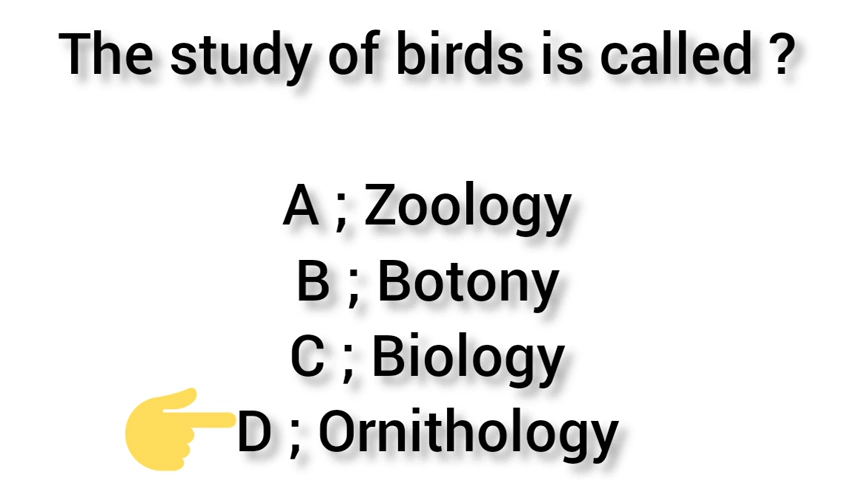 The study of birds is called ?
A ; Zoology
B ; Botony
C ; Biology
D ; Ornithology